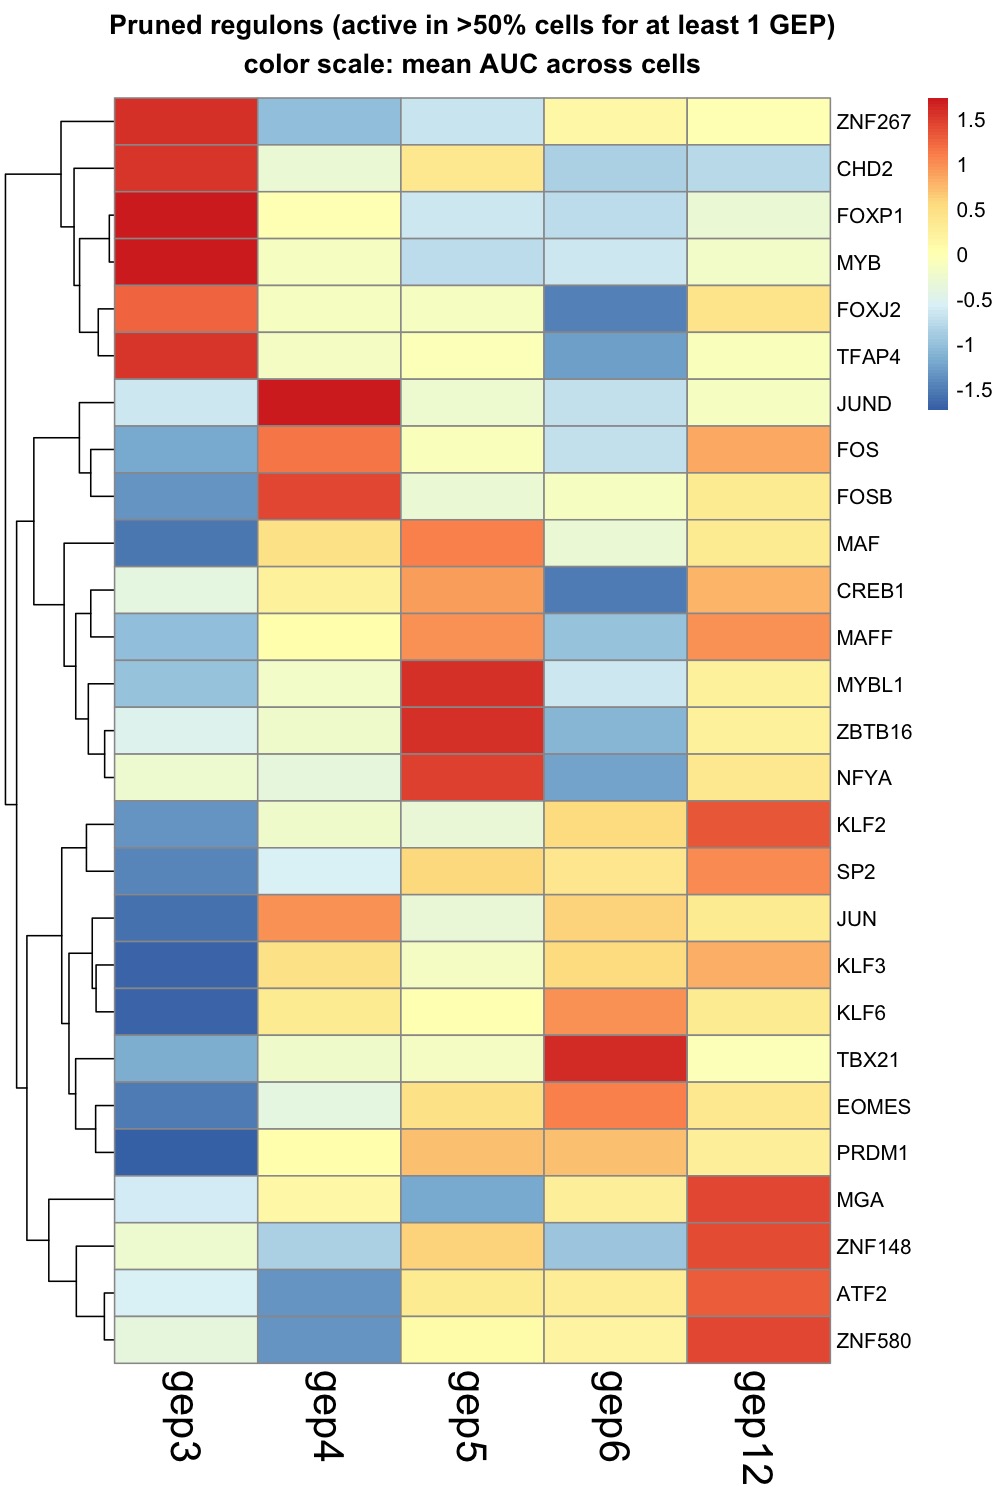 Pruned regulons (active in >50% cells for at least 1 GEP)
color scale: mean AUC across cells
ZNF267
CHD2
FOXP1
MYB
FOXJ2
TFAP4
JUND
FOS
FOSB
MAF
CREB1
MAFF
MYBL1
ZBTB16
NFYA
KLF2
SP2
JUN
KLF3
KLF6
TBX21
EOMES
PRDM1
MGA
ZNF148
ATF2
ZNF580
1.5
1
0.5
0
-0.5
-1
-1.5
gep3
gep4
gep5
gep6
gep12